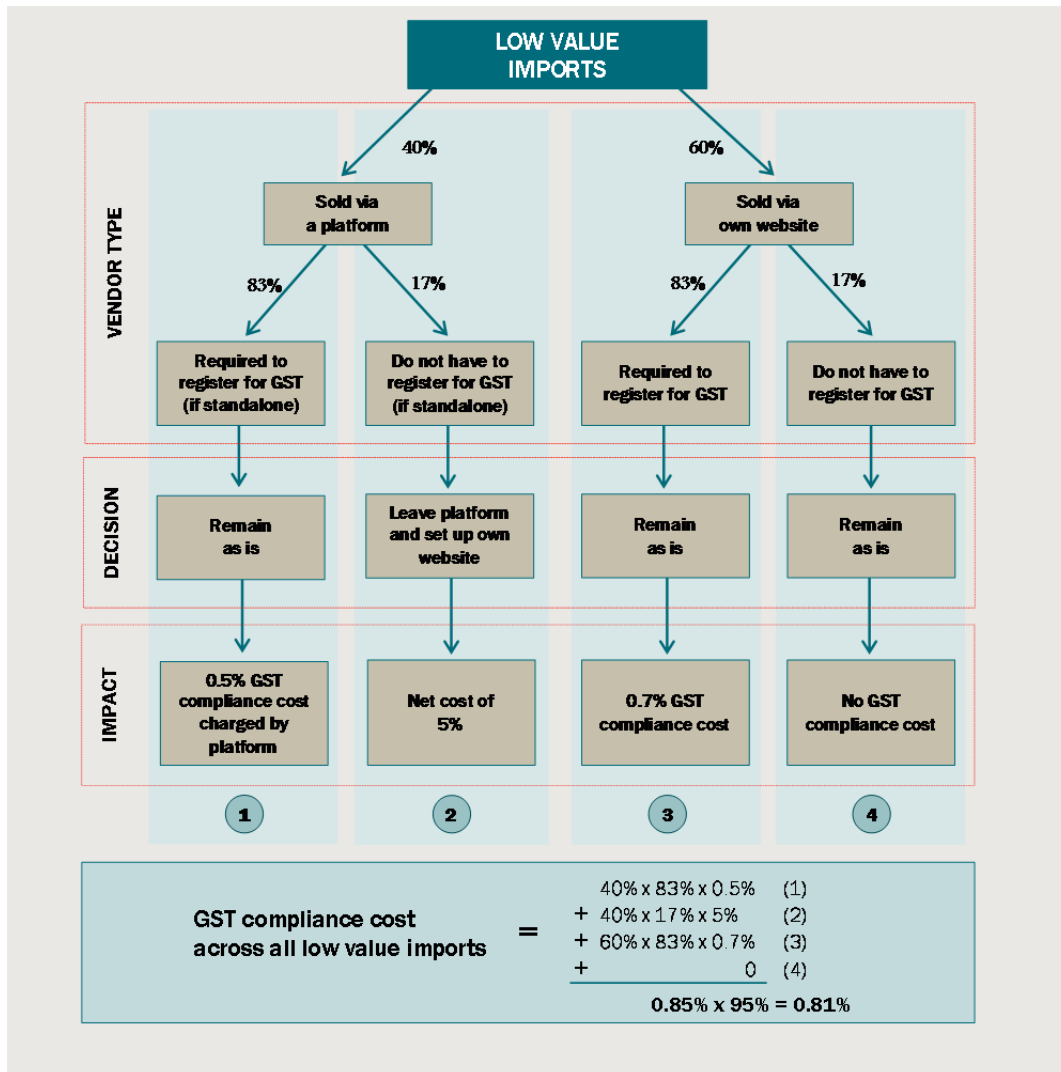 LOW VALUE
IMPORTS
VENDOR TYPE
40%
60%
Sold via
a platform
Sold via
own website
83%
17%
83%
17%
Required to
register for GST
(if standalone)
Do not have to
register for GST
(if standalone)
Required to
register for GST
Do not have to
register for GST
DECISION
Remain
as is
Leave platform
and set up own
website
Remain
as is
Remain
as is
IMPACT
0.5% GST
compliance cost
charged by
platform
Net cost of
5%
0.7% GST
compliance cost
No GST
compliance cost
1
2
3
4
GST compliance cost
across all low value imports
=
40% x 83% x 0.5% (1)
+ 40% x 17% x 5% (2)
+ 60% x 83% x 0.7% (3)
+ 0 (4)
0.85% x 95% = 0.81%